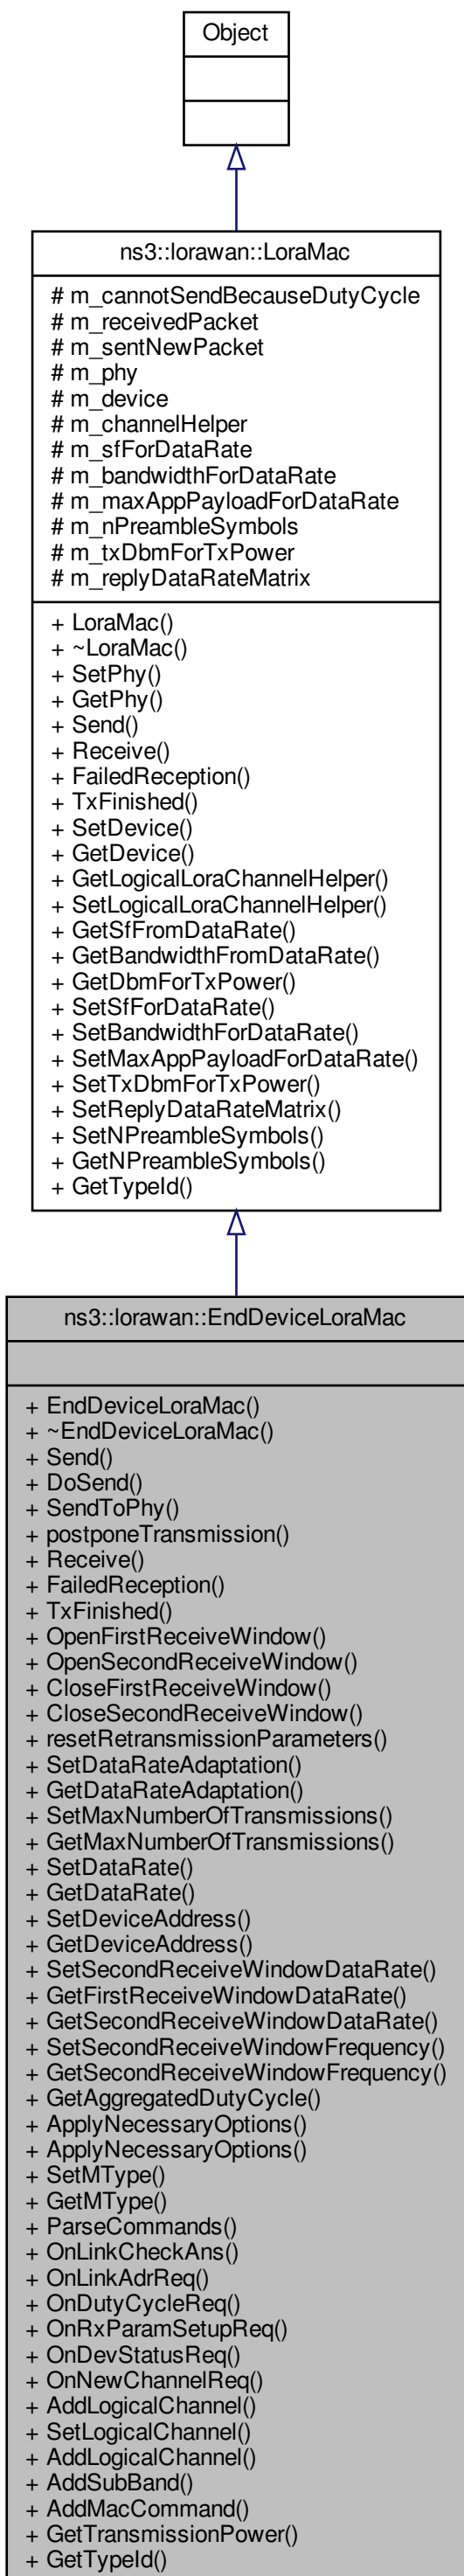 Object
ns3::lorawan::LoraMac
# m_cannotSendBecauseDutyCycle
# m_receivedPacket
# m_sentNewPacket
# m_phy
# m_device
# m_channelHelper
# m_sfForDataRate
# m_bandwidthForDataRate
# m_maxAppPayloadForDataRate
# m_nPreambleSymbols
# m_txDbmForTxPower
# m_replyDataRateMatrix
+ LoraMac()
+ ~LoraMac()
+ SetPhy()
+ GetPhy()
+ Send()
+ Receive()
+ FailedReception()
+ TxFinished()
+ SetDevice()
+ GetDevice()
+ GetLogicalLoraChannelHelper()
+ SetLogicalLoraChannelHelper()
+ GetSfFromDataRate()
+ GetBandwidthFromDataRate()
+ GetDbmForTxPower()
+ SetSfForDataRate()
+ SetBandwidthForDataRate()
+ SetMaxAppPayloadForDataRate()
+ SetTxDbmForTxPower()
+ SetReplyDataRateMatrix()
+ SetNPreambleSymbols()
+ GetNPreambleSymbols()
+ GetTypeId()
ns3::lorawan::EndDeviceLoraMac
+ EndDeviceLoraMac()
+ ~EndDeviceLoraMac()
+ Send()
+ DoSend()
+ SendToPhy()
+ postponeTransmission()
+ Receive()
+ FailedReception()
+ TxFinished()
+ OpenFirstReceiveWindow()
+ OpenSecondReceiveWindow()
+ CloseFirstReceiveWindow()
+ CloseSecondReceiveWindow()
+ resetRetransmissionParameters()
+ SetDataRateAdaptation()
+ GetDataRateAdaptation()
+ SetMaxNumberOfTransmissions()
+ GetMaxNumberOfTransmissions()
+ SetDataRate()
+ GetDataRate()
+ SetDeviceAddress()
+ GetDeviceAddress()
+ SetSecondReceiveWindowDataRate()
+ GetFirstReceiveWindowDataRate()
+ GetSecondReceiveWindowDataRate()
+ SetSecondReceiveWindowFrequency()
+ GetSecondReceiveWindowFrequency()
+ GetAggregatedDutyCycle()
+ ApplyNecessaryOptions()
+ ApplyNecessaryOptions()
+ SetMType()
+ GetMType()
+ ParseCommands()
+ OnLinkCheckAns()
+ OnLinkAdrReq()
+ OnDutyCycleReq()
+ OnRxParamSetupReq()
+ OnDevStatusReq()
+ OnNewChannelReq()
+ AddLogicalChannel()
+ SetLogicalChannel()
+ AddLogicalChannel()
+ AddSubBand()
+ AddMacCommand()
+ GetTransmissionPower()
+ GetTypeId()